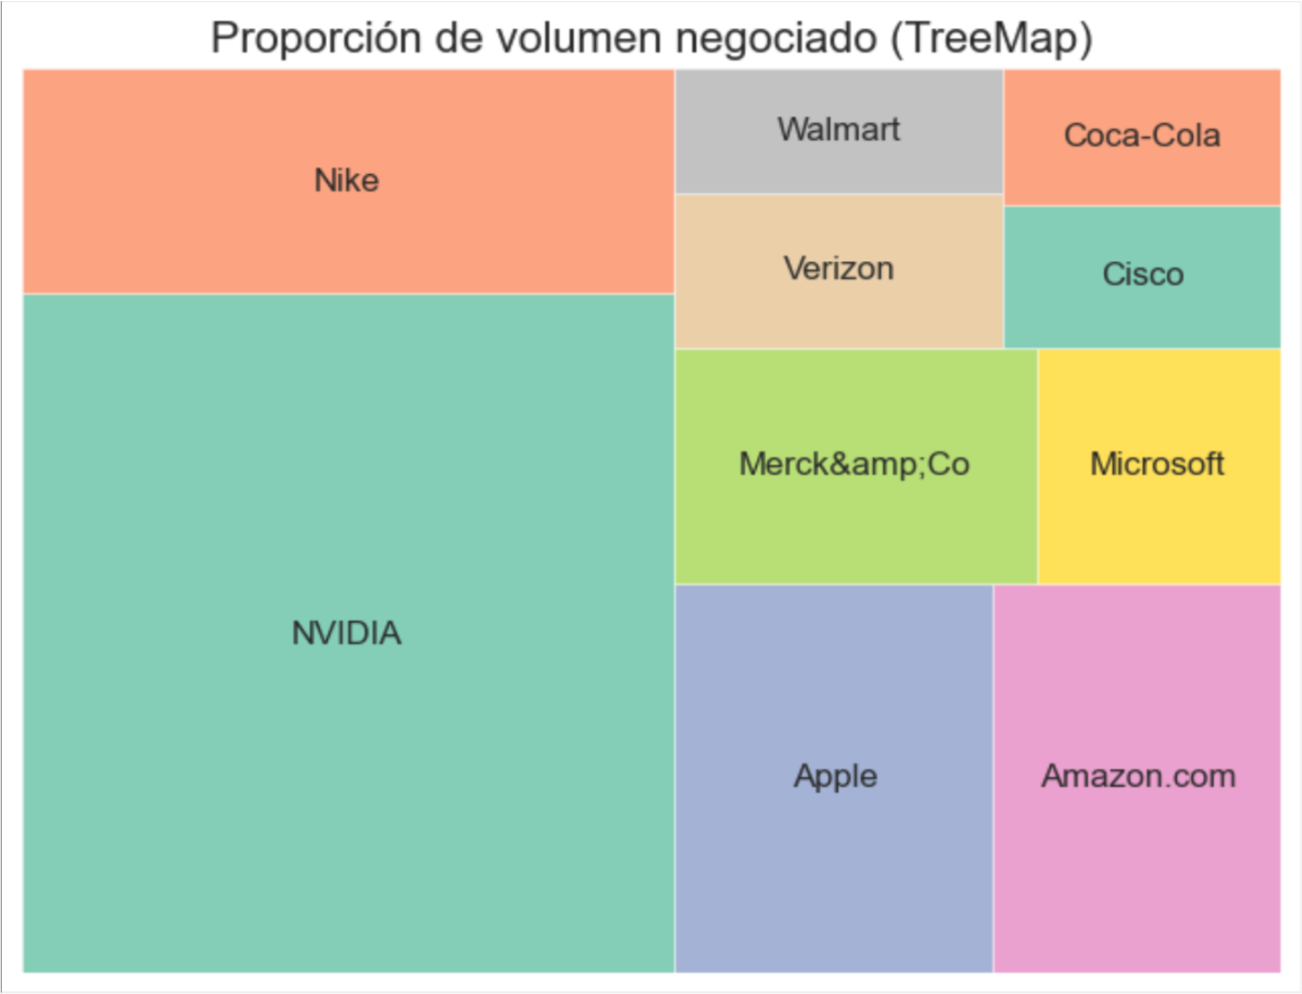 Proporción de volumen negociado (TreeMap)
Nike
NVIDIA
Walmart
Coca-Cola
Verizon
Cisco
Merck&amp;Co
Microsoft
Apple
Amazon.com